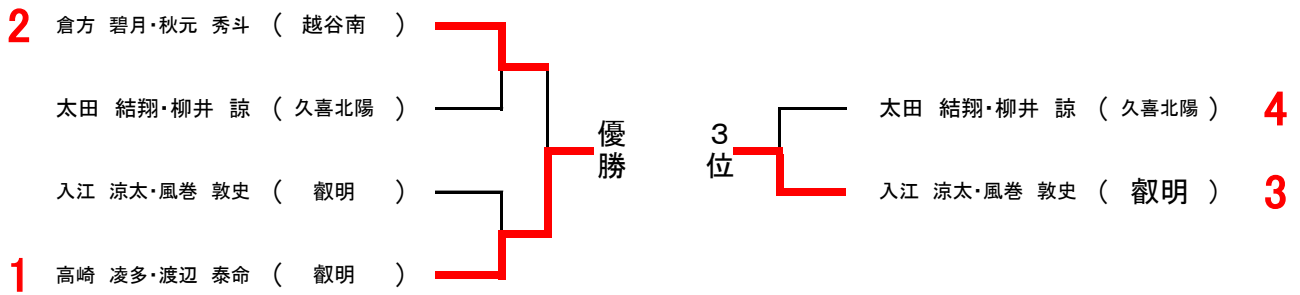 2 倉方 碧月・秋元 秀斗 ( 越谷南 )
太田 結翔・柳井 諒 ( 久喜北陽 )
入江 涼太・風巻 敦史 ( 叡明 )
1 高崎 凌多・渡辺 泰命 ( 叡明 )
優勝
3位
太田 結翔・柳井 諒 ( 久喜北陽 ) 4
入江 涼太・風巻 敦史 ( 叡明 ) 3